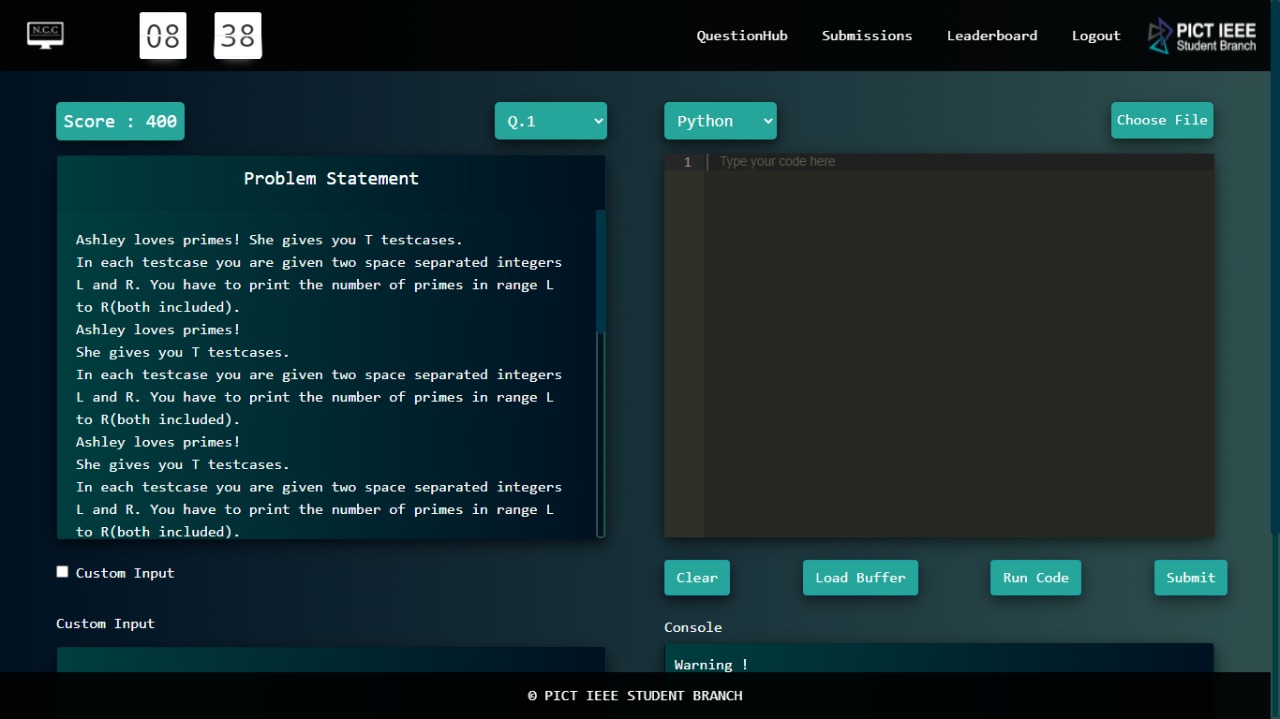 N.C.C
08 38
QuestionHub Submissions Leaderboard Logout
PICT IEEE
Student Branch
Score : 400
Q.1
Python
Choose File
Problem Statement
Ashley loves primes! She gives you T testcases.
In each testcase you are given two space separated integers
L and R. You have to print the number of primes in range L
to R(both included).
Ashley loves primes!
She gives you T testcases.
In each testcase you are given two space separated integers
L and R. You have to print the number of primes in range L
to R(both included).
Ashley loves primes!
She gives you T testcases.
In each testcase you are given two space separated integers
L and R. You have to print the number of primes in range L
to R(both included).
1 Type your code here
Custom Input
Clear Load Buffer Run Code Submit
Custom Input
Console
Warning !
© PICT IEEE STUDENT BRANCH